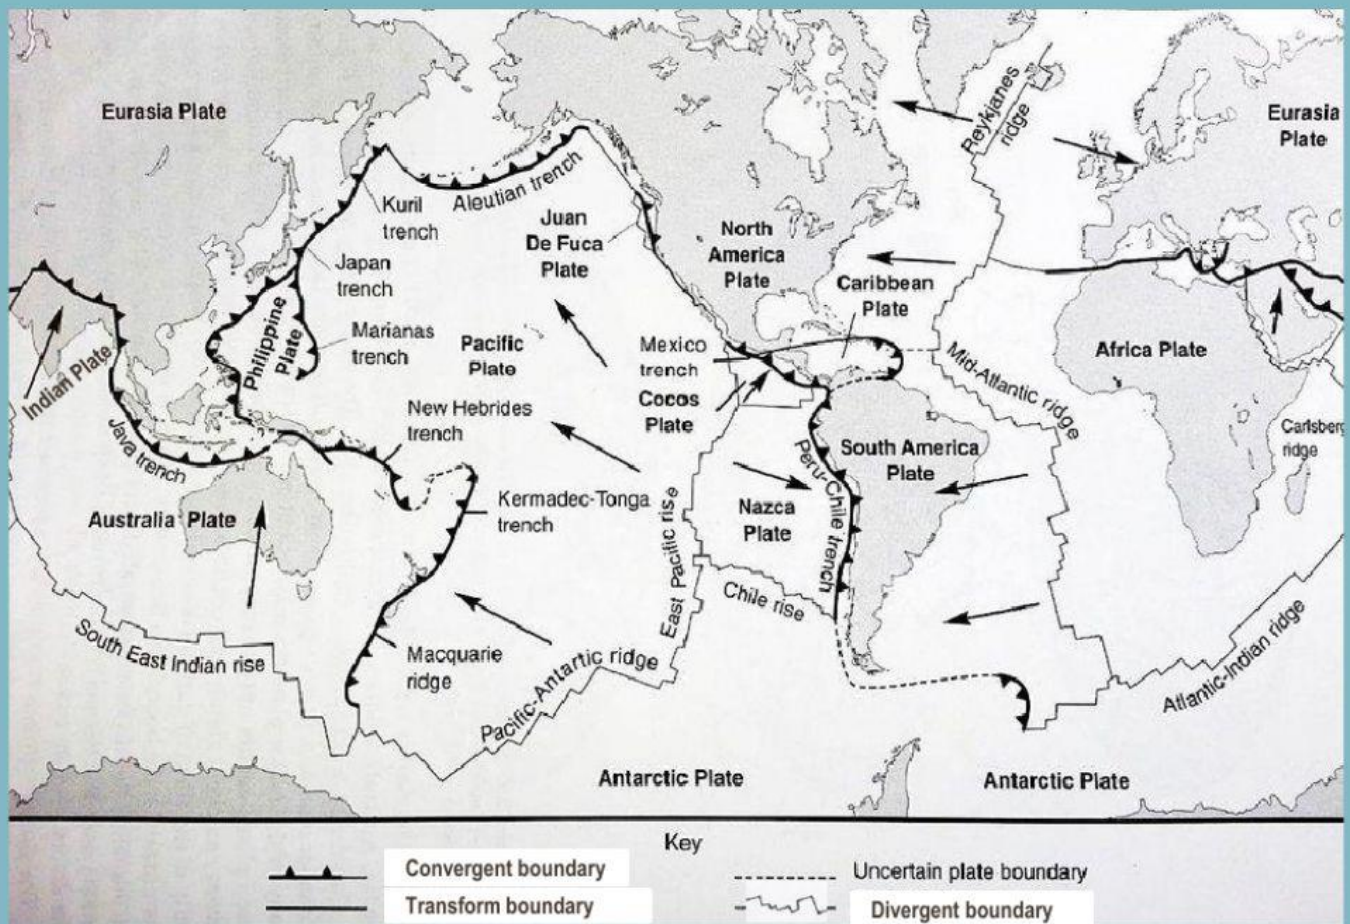 Eurasia Plate
Reykjanes
ridge
Eurasia
Plate
Aleutian trench
Kuril
trench
Juan
De Fuca
Plate
North
America
Plate
Japan
trench
Caribbean
Plate
Philippine
Plate
Marianas
trench
Pacific
Plate
Mexico
trench
Africa Plate
Indian Plate
Mid-Atlantic ridge
Cocos
Plate
New Hebrides
trench
Java trench
Peru-Chile trench
South America
Plate
Carlsberg
ridge
Australia Plate
Kermadec-Tonga
trench
East Pacific rise
Nazca
Plate
Chile rise
South East Indian rise
Macquarie
ridge
Pacific-Antartic ridge
Atlantic-Indian ridge
Antarctic Plate
Antarctic Plate
Key
Convergent boundary
Uncertain plate boundary
Transform boundary
Divergent boundary